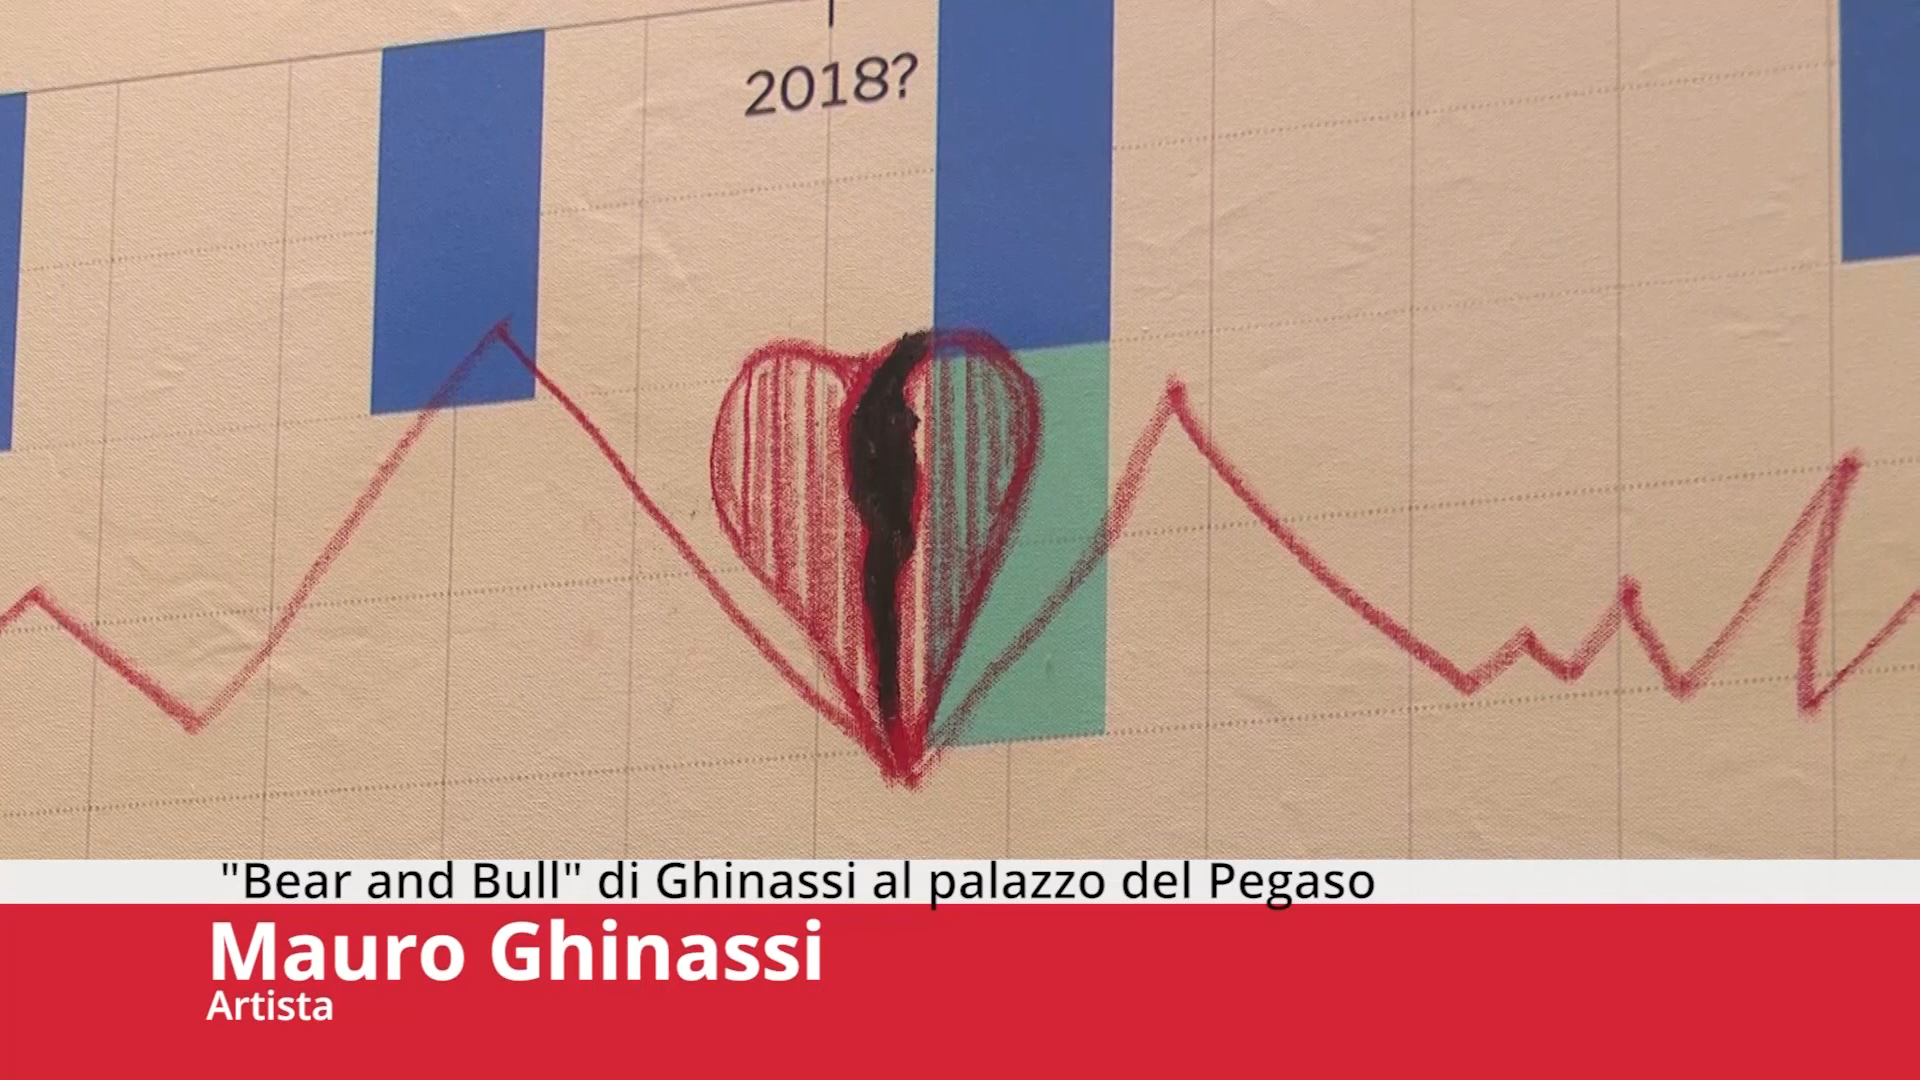 2018?
"Bear and Bull" di Ghinassi al palazzo del Pegaso
Mauro Ghinassi
Artista